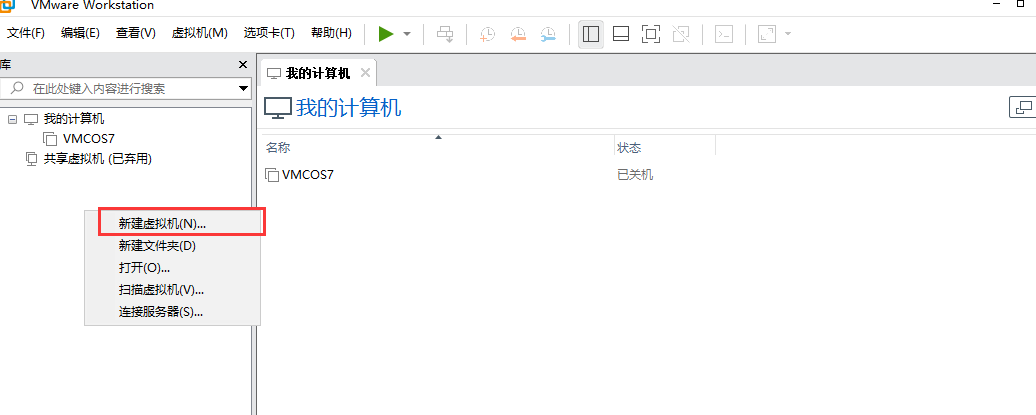 VMware Workstation
文件(F) 编辑(E) 查看(V) 虚拟机(M) 选项卡(T) 帮助(H)
库
在此处键入内容进行搜索
我的计算机
VMCOS7
共享虚拟机 (已弃用)
新建虚拟机(N)...
新建文件夹(D)
打开(O)...
扫描虚拟机(V)...
连接服务器(S)...
我的计算机
我的计算机
名称 状态
VMCOS7 已关机